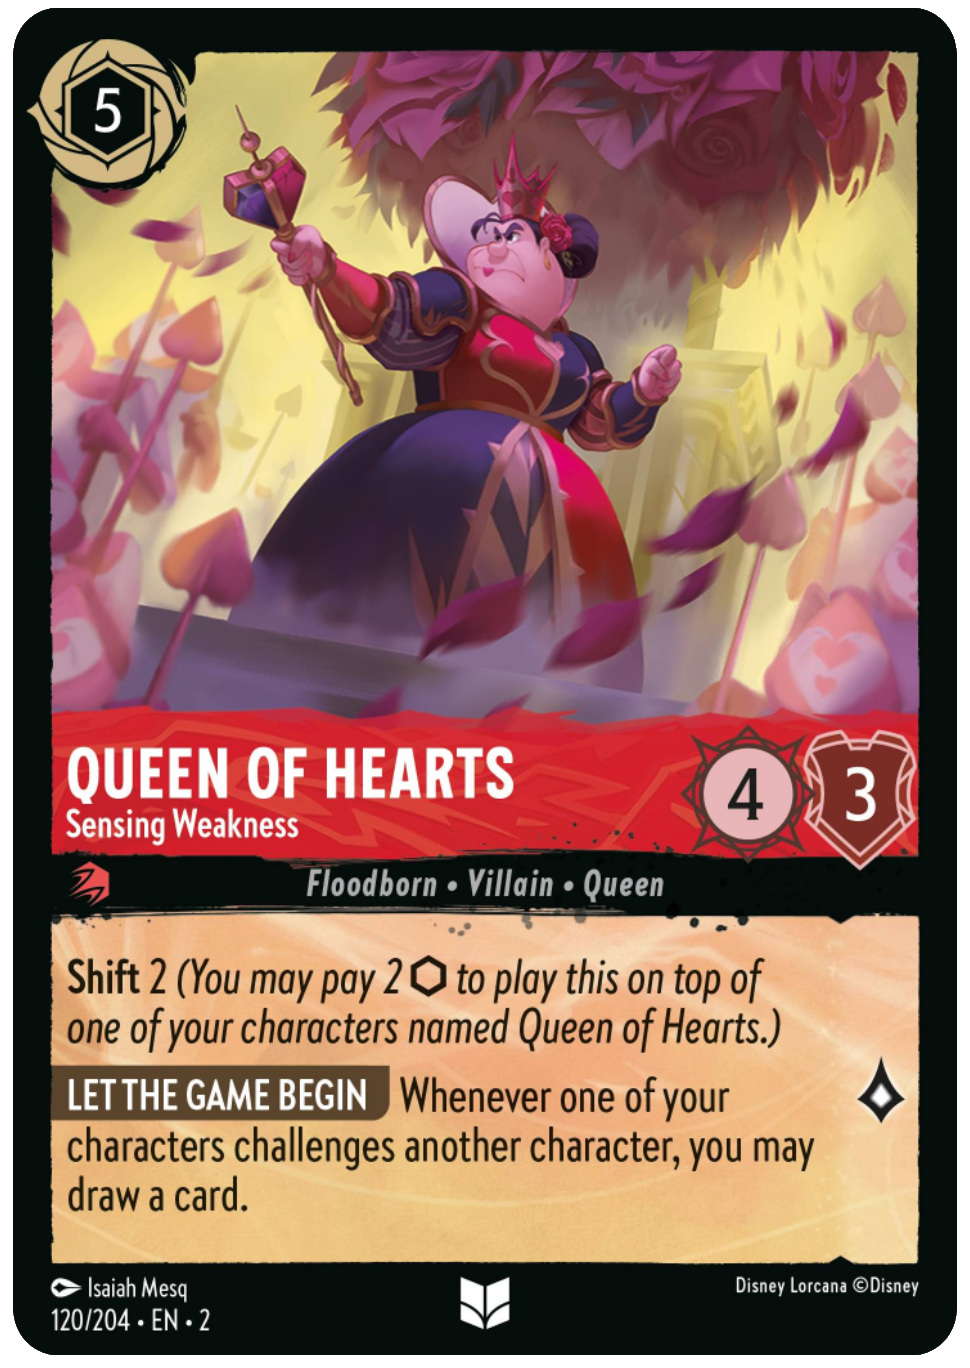 5
QUEEN OF HEARTS
Sensing Weakness
4
3
Floodborn • Villain • Queen
Shift 2 (You may pay 2 to play this on top of
one of your characters named Queen of Hearts.)
LET THE GAME BEGIN Whenever one of your
characters challenges another character, you may
draw a card.
Isaiah Mesq
120/204 • EN • 2
Disney Lorcana ©Disney